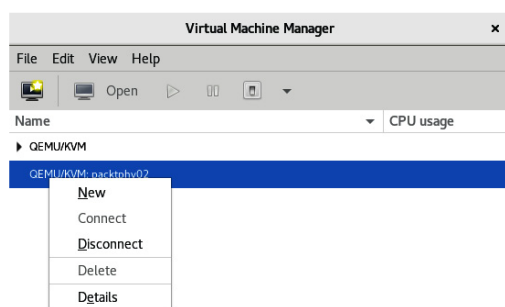 Virtual Machine Manager ×
File Edit View Help
Open
Name CPU usage
QEMU/KVM
QEMU/KVM: packtphy02
New
Connect
Disconnect
Delete
Details